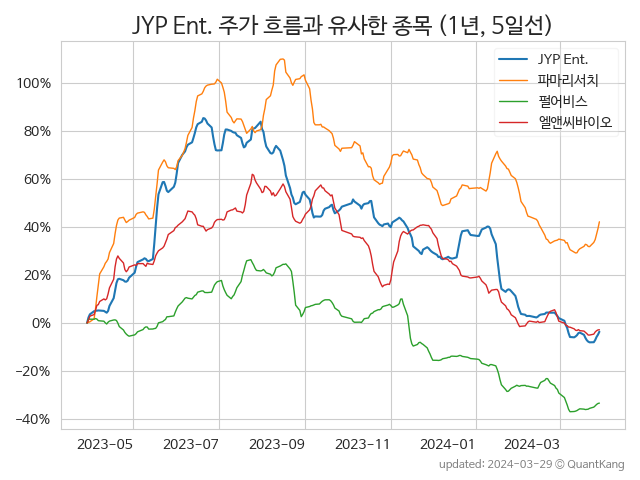 JYP Ent. 주가 흐름과 유사한 종목 (1년, 5일선)
JYP Ent.
파마리서치
펄어비스
엘앤씨바이오
100%
80%
60%
40%
20%
0%
−20%
−40%
2023-05 2023-07 2023-09 2023-11 2024-01 2024-03
updated: 2024-03-29 © QuantKang